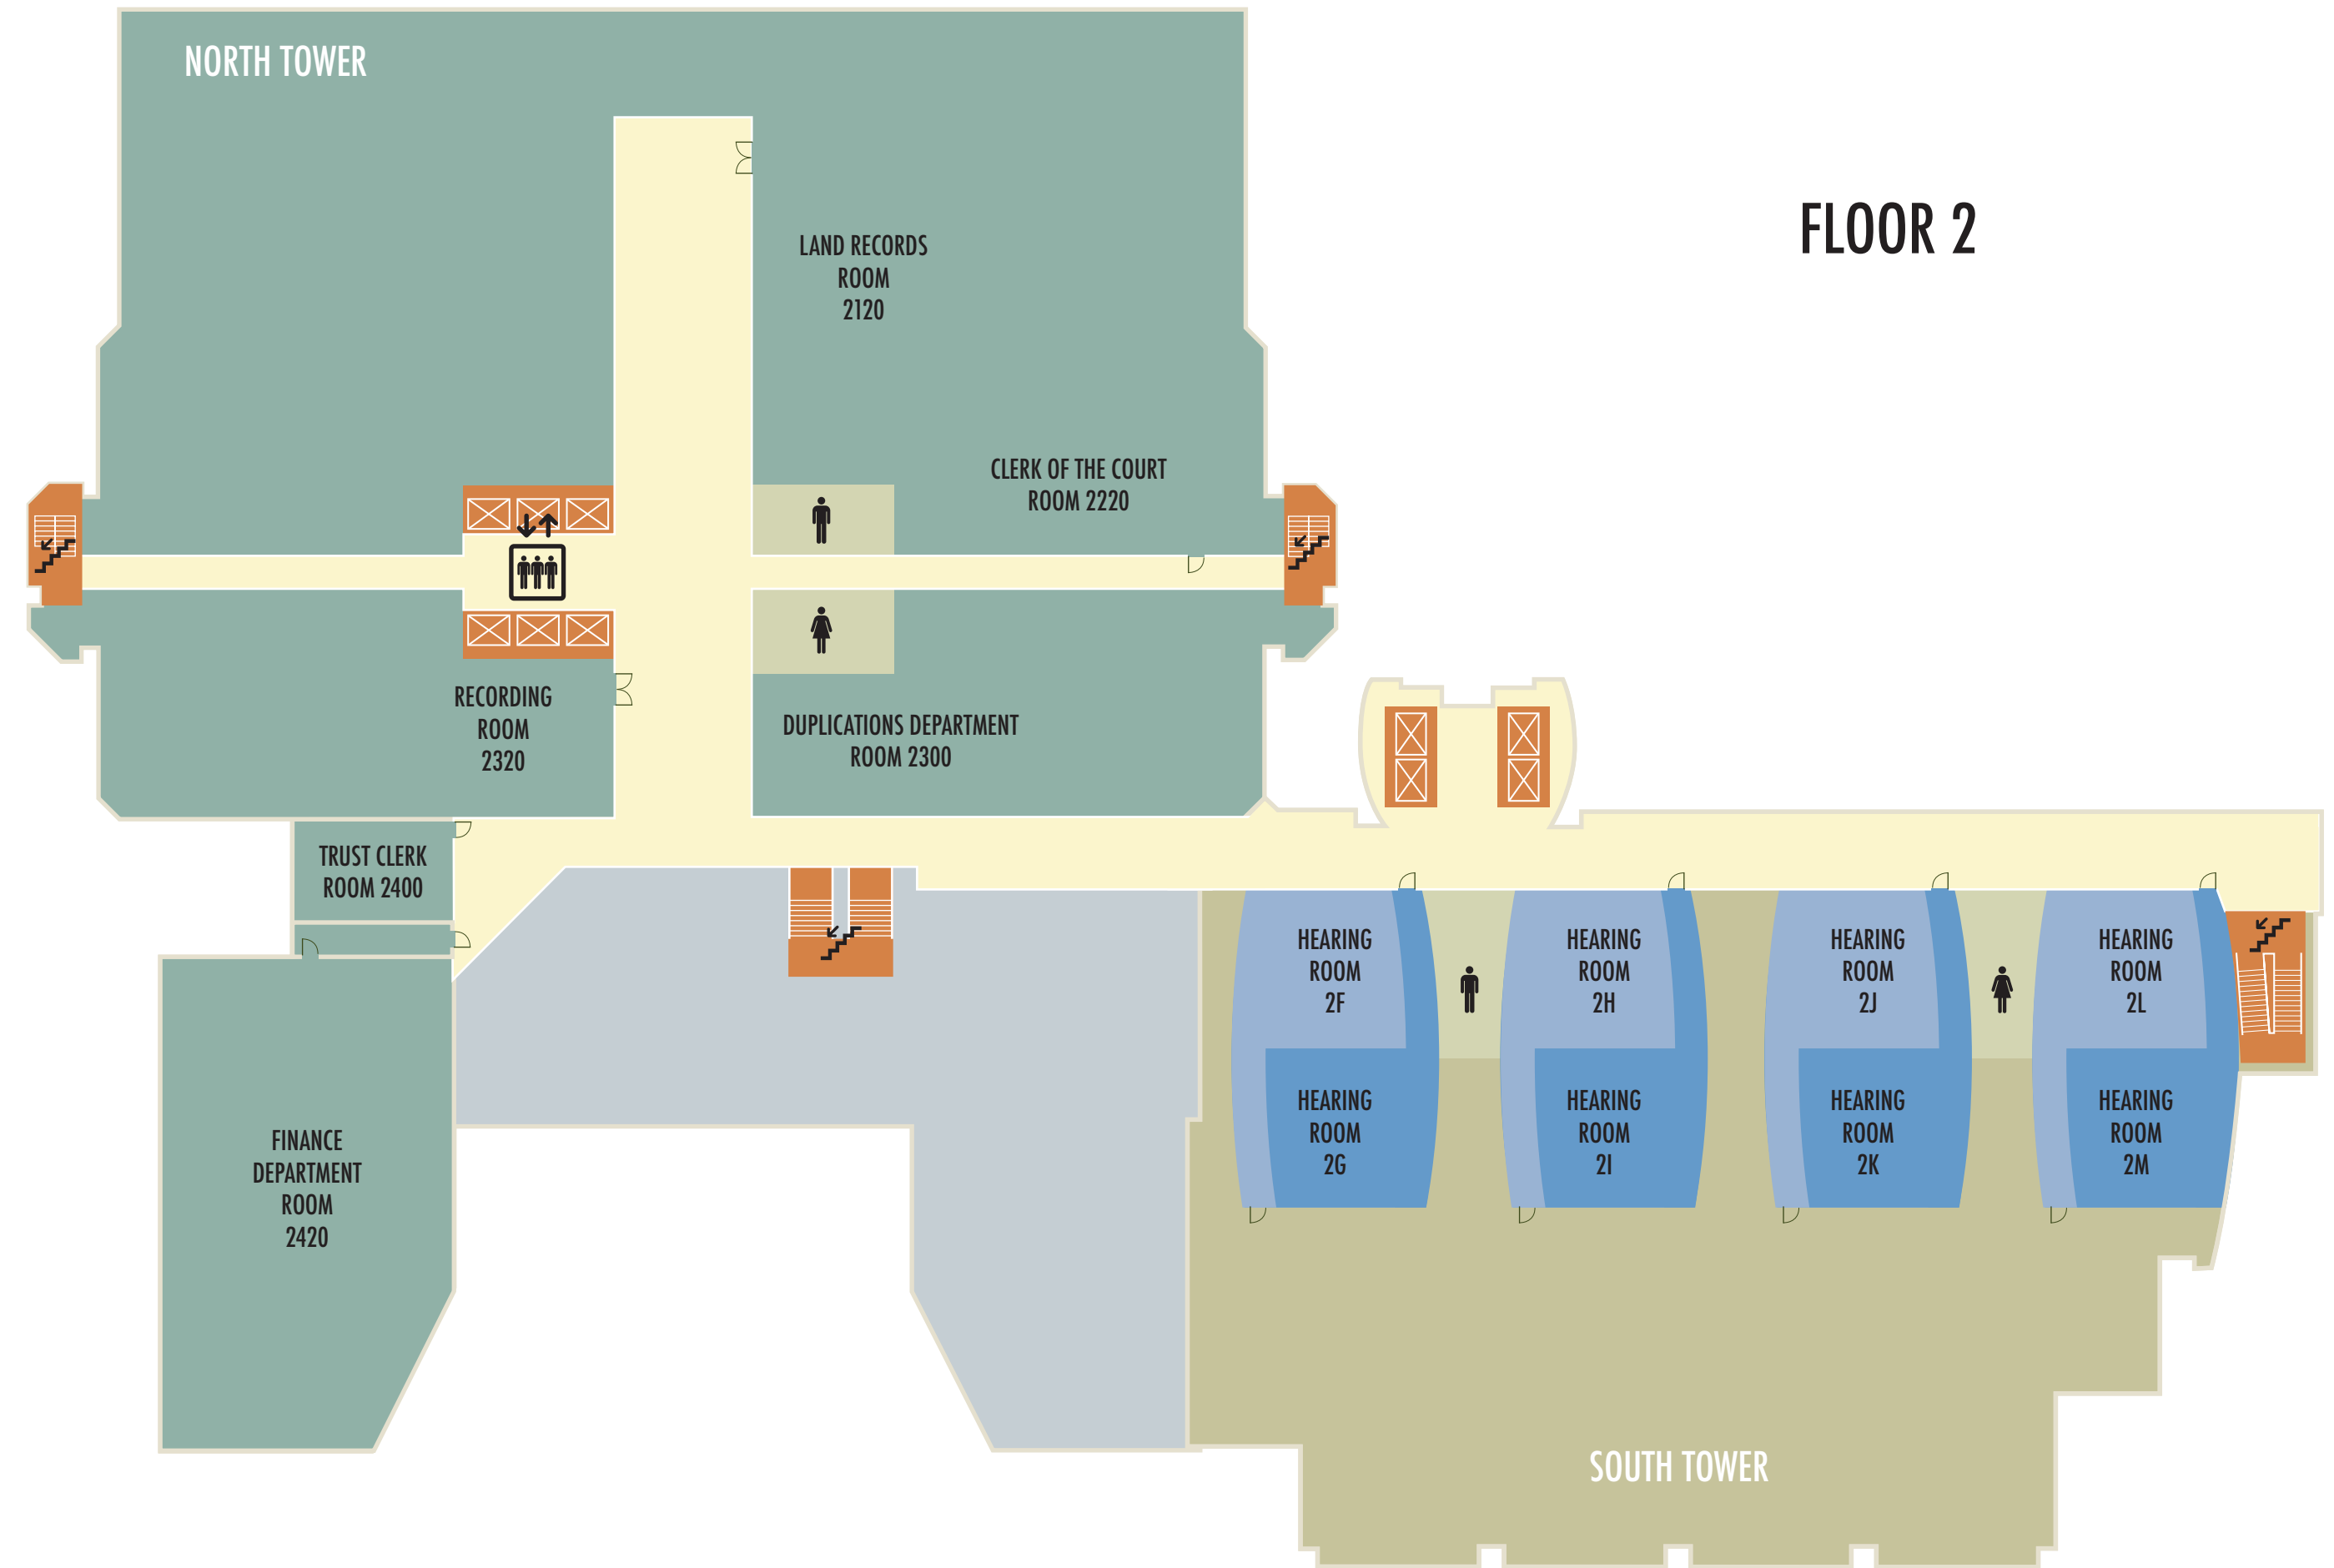 NORTH TOWER
FLOOR 2
LAND RECORDS
ROOM
2120
CLERK OF THE COURT
ROOM 2220
RECORDING
ROOM
2320
DUPLICATIONS DEPARTMENT
ROOM 2300
TRUST CLERK
ROOM 2400
FINANCE
DEPARTMENT
ROOM
2420
HEARING
ROOM
2F
HEARING
ROOM
2H
HEARING
ROOM
2J
HEARING
ROOM
2L
HEARING
ROOM
2G
HEARING
ROOM
2I
HEARING
ROOM
2K
HEARING
ROOM
2M
SOUTH TOWER